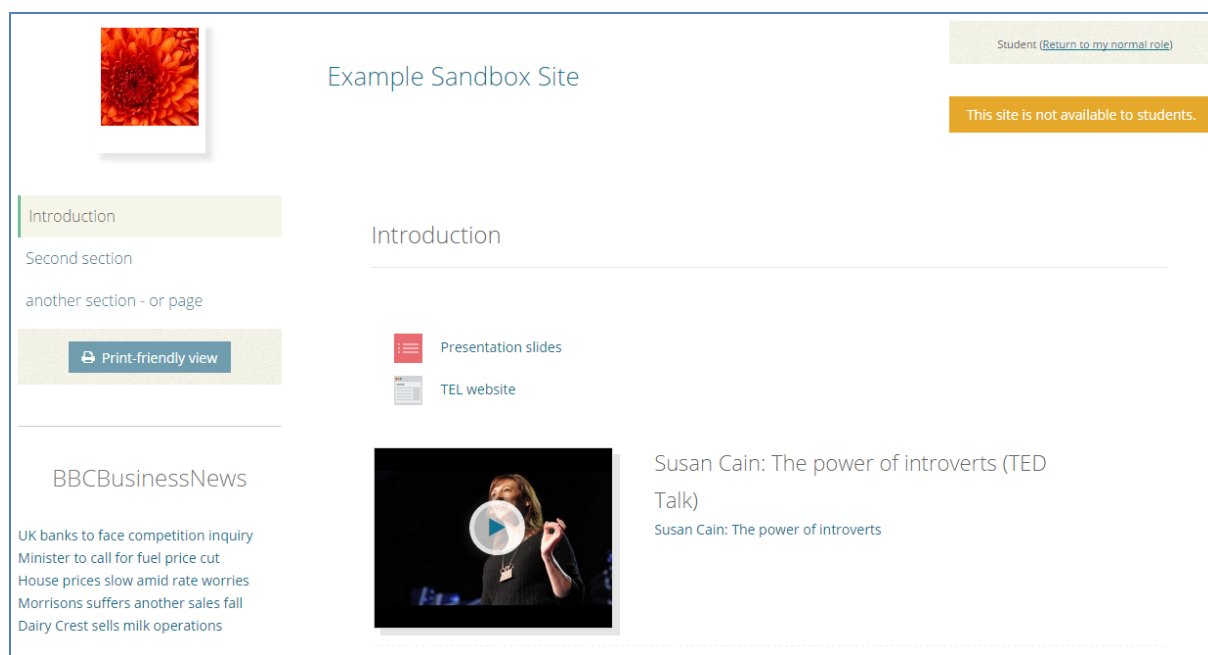 Student (Return to my normal role)
Example Sandbox Site
This site is not available to students.
Introduction
Second section
another section - or page
Print-friendly view
BBCBusinessNews
UK banks to face competition inquiry
Minister to call for fuel price cut
House prices slow amid rate worries
Morrisons suffers another sales fall
Dairy Crest sells milk operations
Introduction
Presentation slides
TEL website
Susan Cain: The power of introverts (TED
Talk)
Susan Cain: The power of introverts